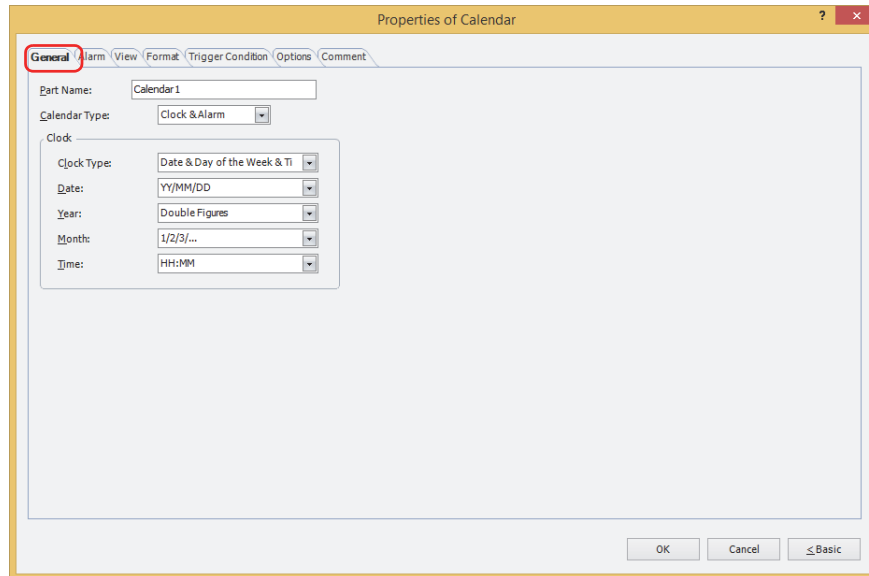 Properties of Calendar
?
General Alarm View Format Trigger Condition Options Comment
Part Name: Calendar1
Calendar Type: Clock & Alarm
Clock
Clock Type: Date & Day of the Week & Ti
Date: YY/MM/DD
Year: Double Figures
Month: 1/2/3/...
Time: HH:MM
OK Cancel < Basic